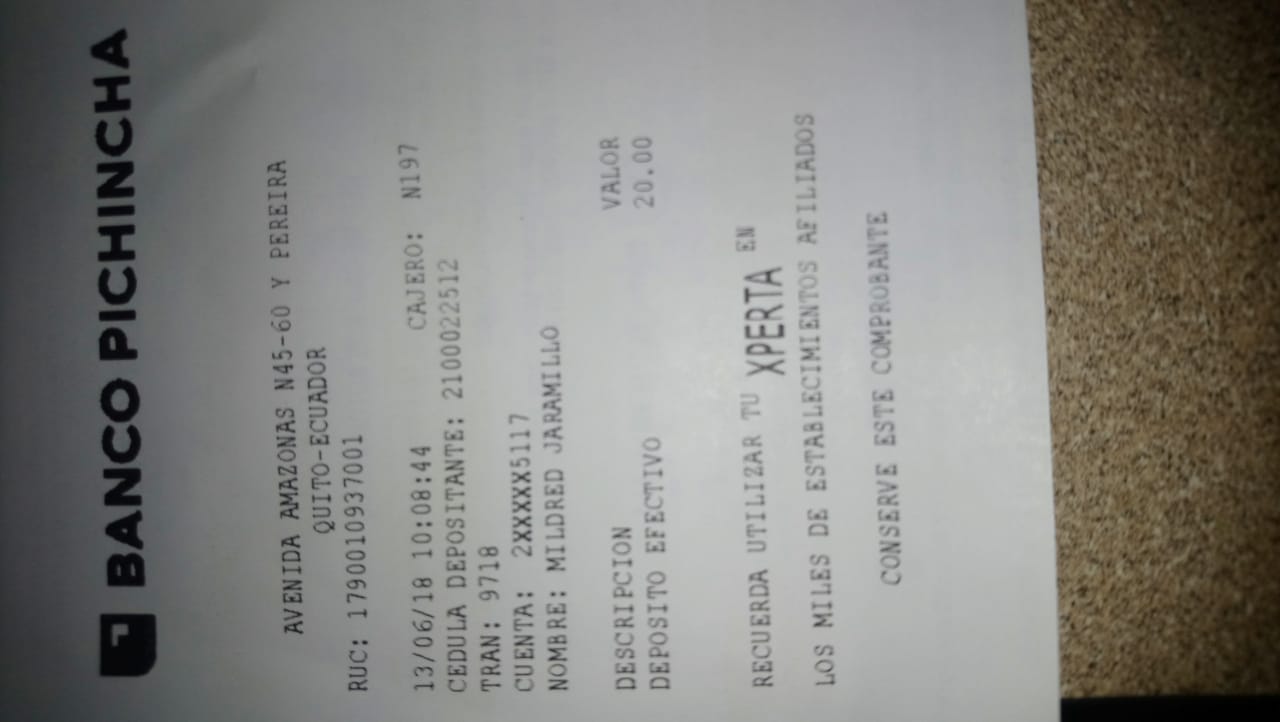 BANCO PICHINCHA
AVENIDA AMAZONAS N45-60 Y PEREIRA
QUITO-ECUADOR
RUC: 1790010937001
13/06/18 10:08:44 CAJERO: N197
CEDULA DEPOSITANTE: 2100022512
TRAN: 9718
CUENTA: 2XXXXX5117
NOMBRE: MILDRED JARAMILLO
DESCRIPCION VALOR
DEPOSITO EFECTIVO 20.00
RECUERDA UTILIZAR TU XPERTA EN
LOS MILES DE ESTABLECIMIENTOS AFILIADOS
CONSERVE ESTE COMPROBANTE